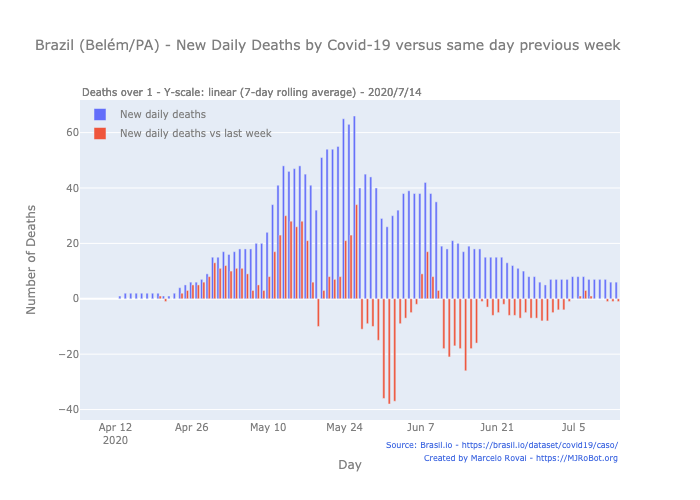 Brazil (Belém/PA) - New Daily Deaths by Covid-19 versus same day previous week
Deaths over 1 - Y-scale: linear (7-day rolling average) - 2020/7/14
New daily deaths
New daily deaths vs last week
Number of Deaths
60
40
20
0
−20
−40
Apr 12
2020
Apr 26
May 10
May 24
Jun 7
Jun 21
Jul 5
Day
Source: Brasil.io - https://brasil.io/dataset/covid19/caso/
Created by Marcelo Rovai - https://MJRoBot.org